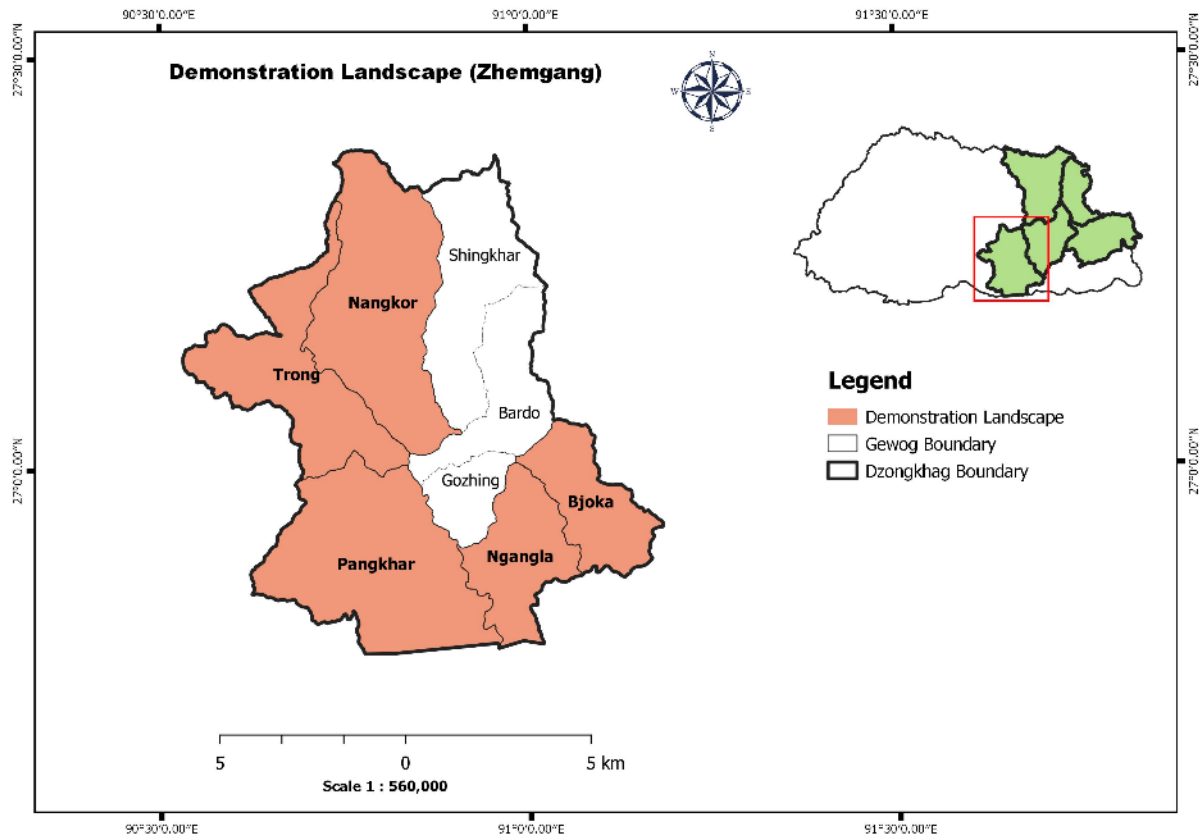 90°30'0.00"E 91°0'0.00"E 91°30'0.00"E
27°30'0.00"N 27°30'0.00"N
Demonstration Landscape (Zhemgang)
N
W E
S
Shingkhar
Nangkor
Trong
Bardo
Gozhing
Bjoka
Ngangla
Pangkhar
Legend
Demonstration Landscape
Gewog Boundary
Dzongkhag Boundary
27°0'0.00"N 27°0'0.00"N
5 0 5 km
Scale 1 : 560,000
90°30'0.00"E 91°0'0.00"E 91°30'0.00"E